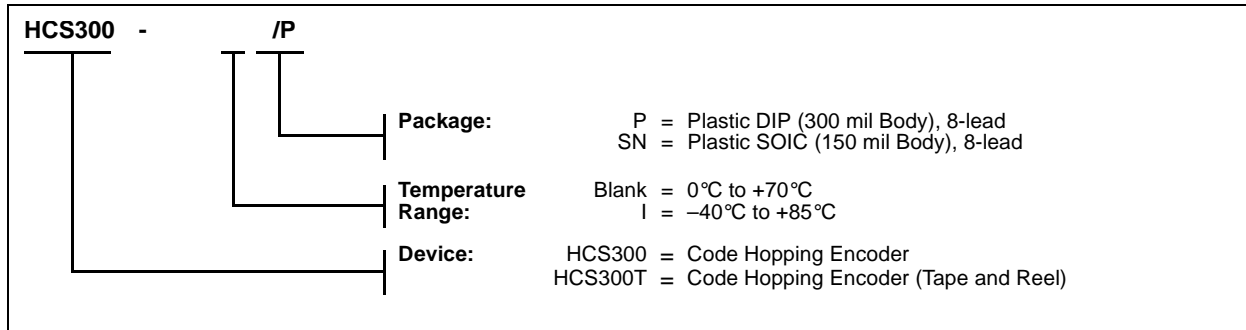 HCS300 - /P
Package: P = Plastic DIP (300 mil Body), 8-lead
SN = Plastic SOIC (150 mil Body), 8-lead
Temperature Blank = 0°C to +70°C
Range: I = –40°C to +85°C
Device: HCS300 = Code Hopping Encoder
HCS300T = Code Hopping Encoder (Tape and Reel)